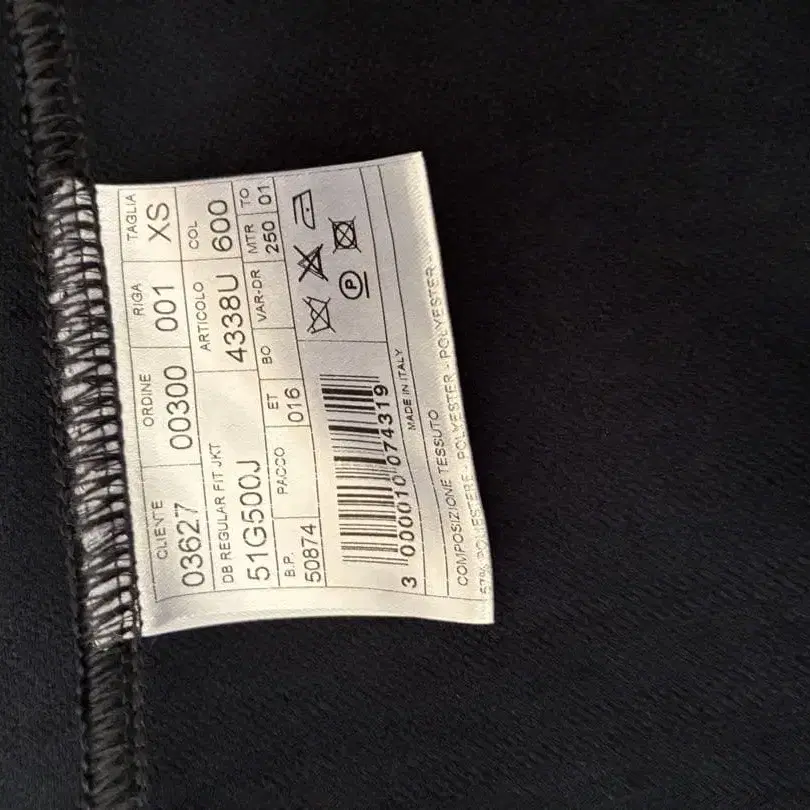 CLIENTE ORDINE RIGA TAGLIA
03627 00300 001 XS
DB REGULAR FIT JKT ARTICOLO COL
51G500J 4338U 600
B.P. PACCO ET BO VAR-DR MTR TO
50874 016 250 01
P
3 000010 074319
MADE IN ITALY
COMPOSIZIONE TESSUTO
57% POLIESTERE - POLYESTER - POLYESTER -